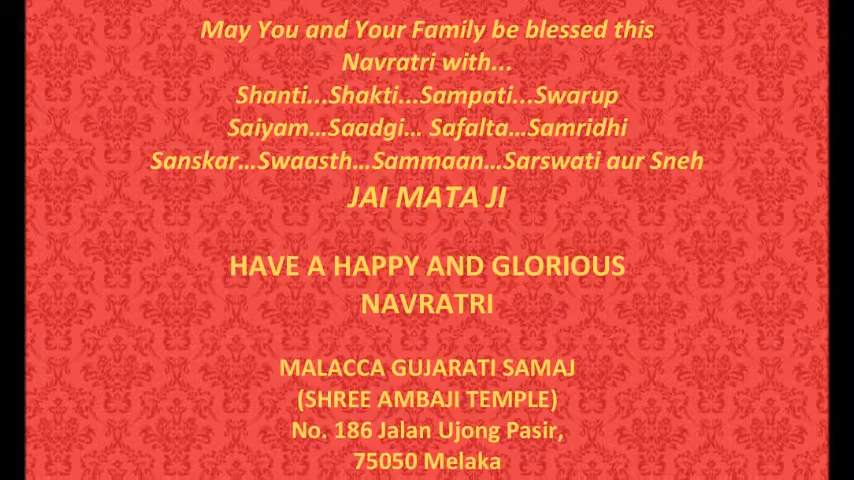 May You and Your Family be blessed this
Navratri with...
Shanti...Shakti...Sampati...Swarup
Saiyam...Saadgi... Safalta...Samridhi
Sanskar...Swaasth...Sammaan...Sarswati aur Sneh
JAI MATA JI
HAVE A HAPPY AND GLORIOUS
NAVRATRI
MALACCA GUJARATI SAMAJ
(SHREE AMBAJI TEMPLE)
No. 186 Jalan Ujong Pasir,
75050 Melaka